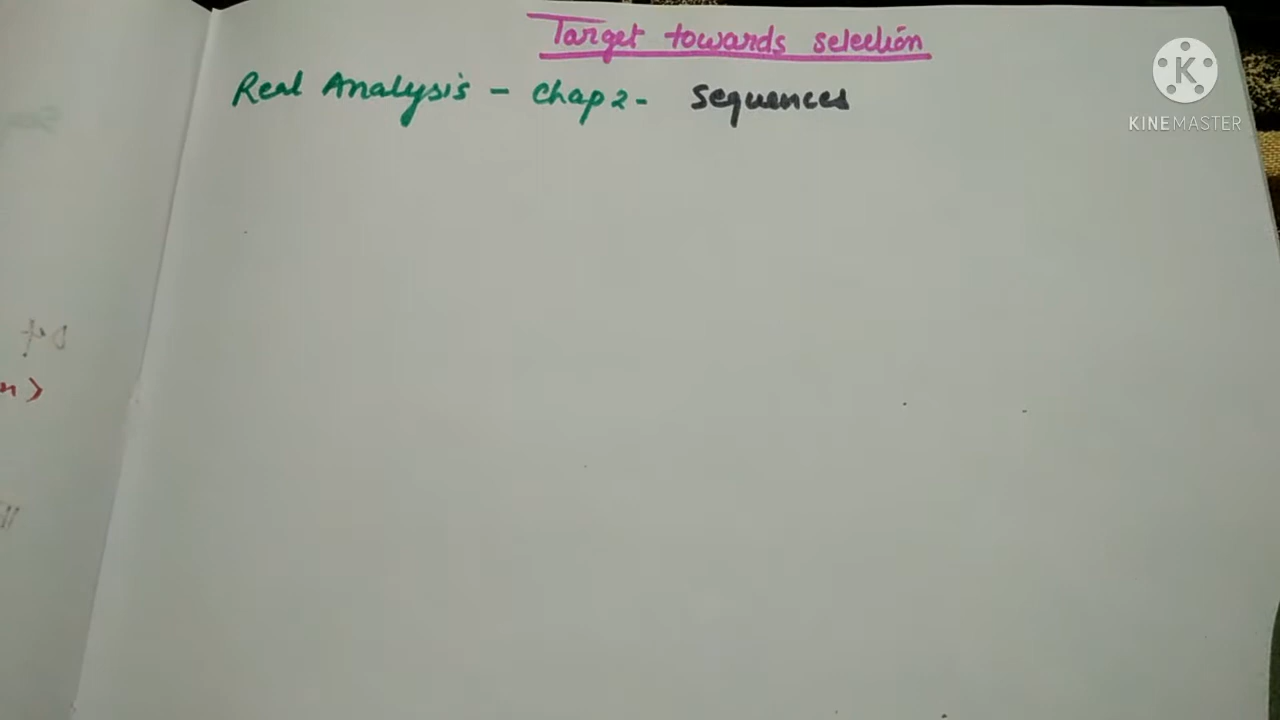 Target towards selection
Real Analysis - Chap 2 - Sequences
K
KINEMASTER